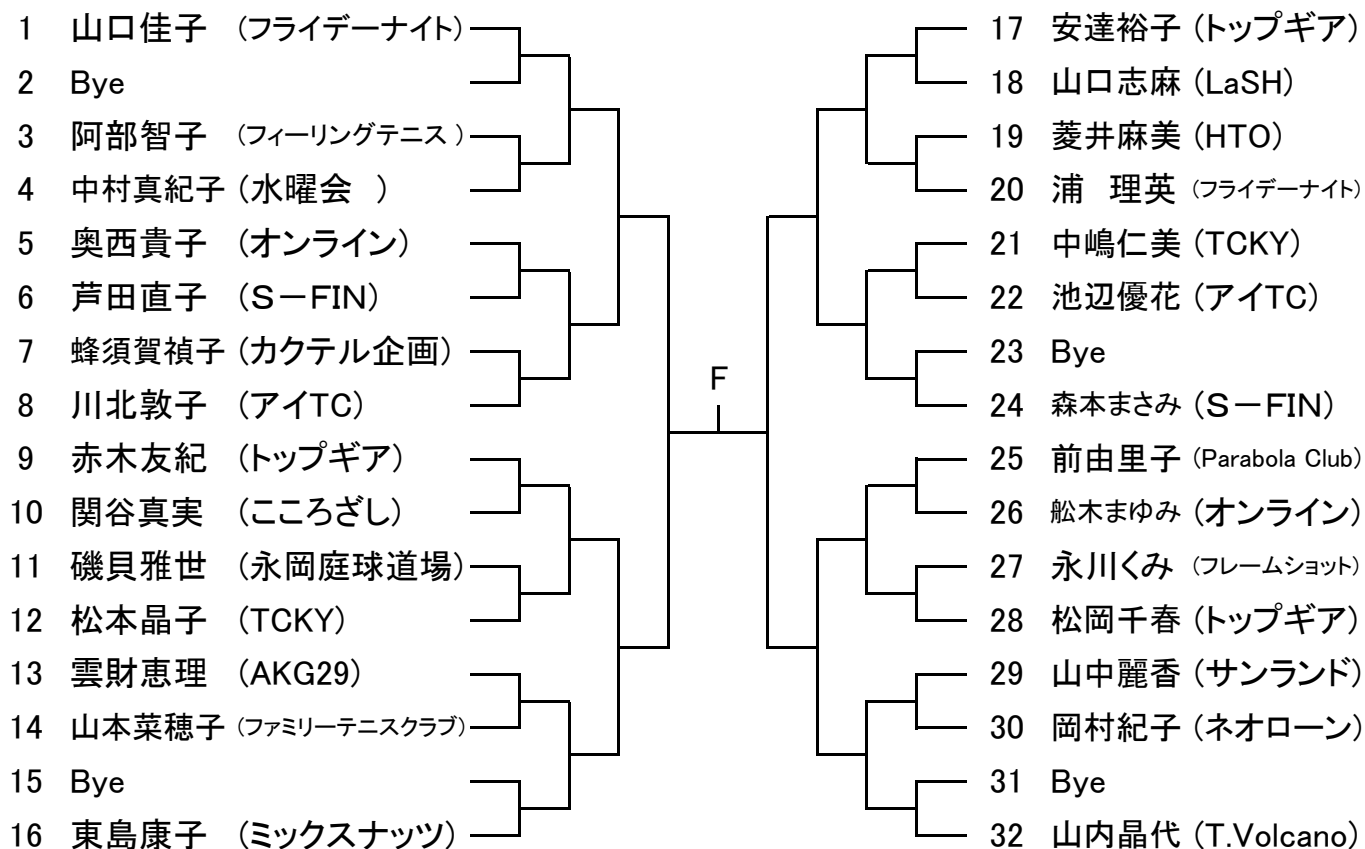 1 山口佳子 (フライデーナイト)
2 Bye
3 阿部智子 (フィーリングテニス )
4 中村真紀子 (水曜会 )
5 奥西貴子 (オンライン)
6 芦田直子 (S－FIN)
7 蜂須賀禎子 (カクテル企画)
8 川北敦子 (アイTC)
9 赤木友紀 (トップギア)
10 関谷真実 (こころざし)
11 磯貝雅世 (永岡庭球道場)
12 松本晶子 (TCKY)
13 雲財恵理 (AKG29)
14 山本菜穂子 (ファミリーテニスクラブ)
15 Bye
16 東島康子 (ミックスナッツ)
F
17 安達裕子 (トップギア)
18 山口志麻 (LaSH)
19 菱井麻美 (HTO)
20 浦 理英 (フライデーナイト)
21 中嶋仁美 (TCKY)
22 池辺優花 (アイTC)
23 Bye
24 森本まさみ (S－FIN)
25 前由里子 (Parabola Club)
26 舩木まゆみ (オンライン)
27 永川くみ (フレームショット)
28 松岡千春 (トップギア)
29 山中麗香 (サンランド)
30 岡村紀子 (ネオローン)
31 Bye
32 山内晶代 (T.Volcano)